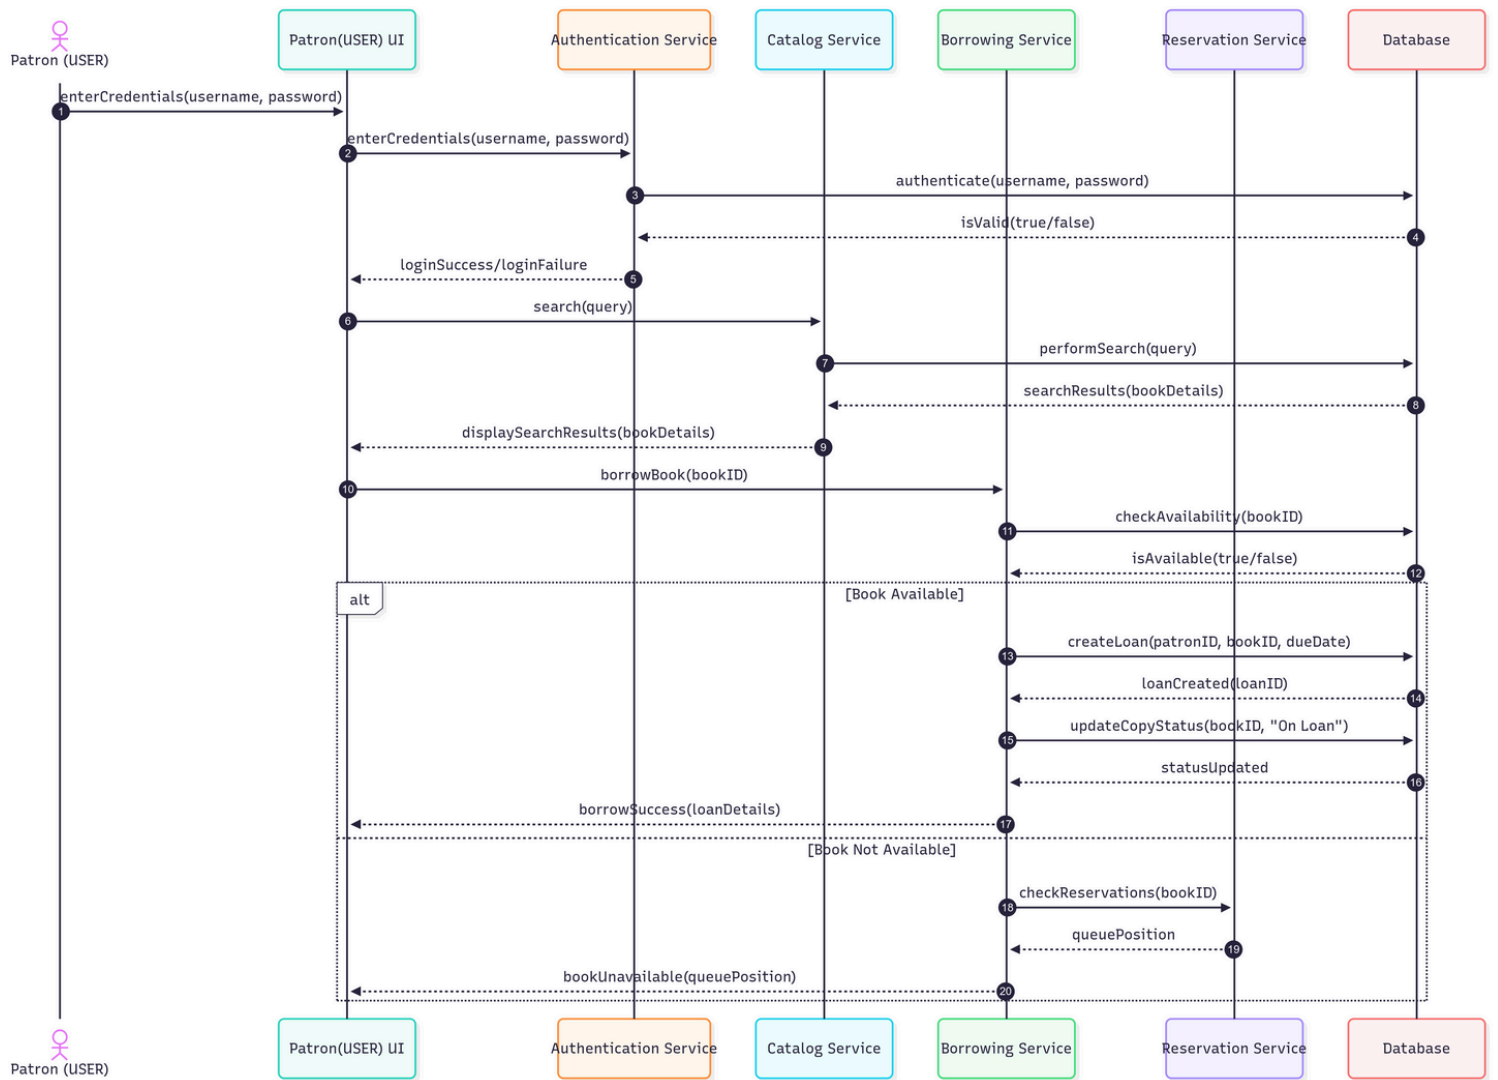 Patron (USER)
Patron(USER) UI
Authentication Service
Catalog Service
Borrowing Service
Reservation Service
Database
enterCredentials(username, password)
1
enterCredentials(username, password)
2
authenticate(username, password)
3
isValid(true/false)
4
loginSuccess/loginFailure
5
search(query)
6
performSearch(query)
7
searchResults(bookDetails)
8
displaySearchResults(bookDetails)
9
borrowBook(bookID)
10
checkAvailability(bookID)
11
isAvailable(true/false)
12
alt
[Book Available]
createLoan(patronID, bookID, dueDate)
13
loanCreated(loanID)
14
updateCopyStatus(bookID, "On Loan")
15
statusUpdated
16
borrowSuccess(loanDetails)
17
[Book Not Available]
checkReservations(bookID)
18
queuePosition
19
bookUnavailable(queuePosition)
20
Patron (USER)
Patron(USER) UI
Authentication Service
Catalog Service
Borrowing Service
Reservation Service
Database